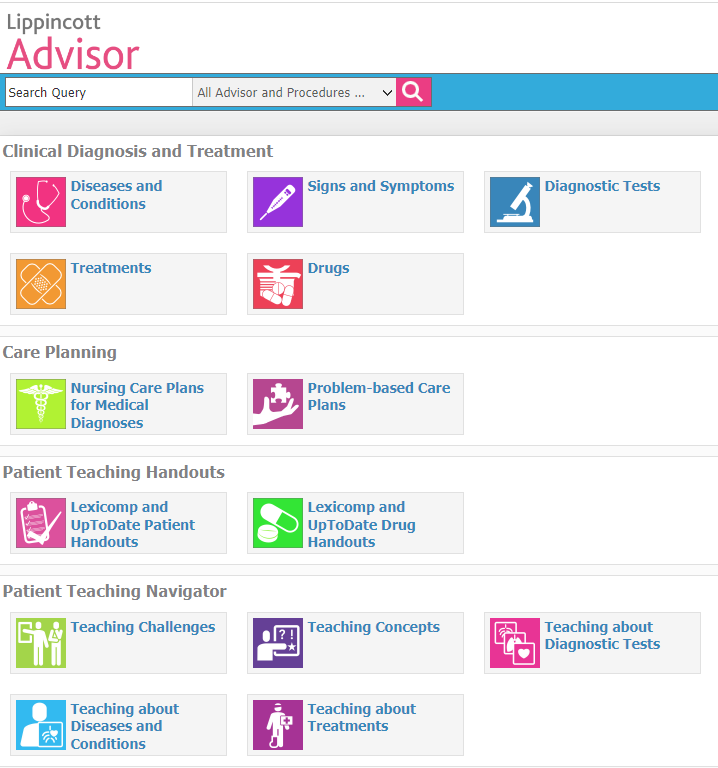 Lippincott
Advisor
Search Query
All Advisor and Procedures ...
Clinical Diagnosis and Treatment
Diseases and
Conditions
Signs and Symptoms
Diagnostic Tests
Treatments
Drugs
Care Planning
Nursing Care Plans
for Medical
Diagnoses
Problem-based Care
Plans
Patient Teaching Handouts
Lexicomp and
UpToDate Patient
Handouts
Lexicomp and
UpToDate Drug
Handouts
Patient Teaching Navigator
Teaching Challenges
? !
Teaching Concepts
Teaching about
Diagnostic Tests
Teaching about
Diseases and
Conditions
Teaching about
Treatments